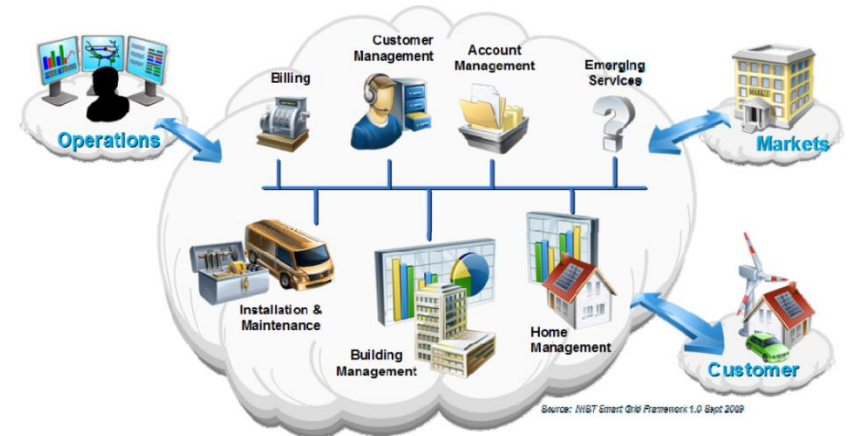 Customer
Management
Account
Management
Emerging
Services
Billing
MARKET
Operations
Markets
Installation &
Maintenance
Home
Management
Building
Management
Customer
Source: NIST Smart Grid Framework 1.0 Sept 2009